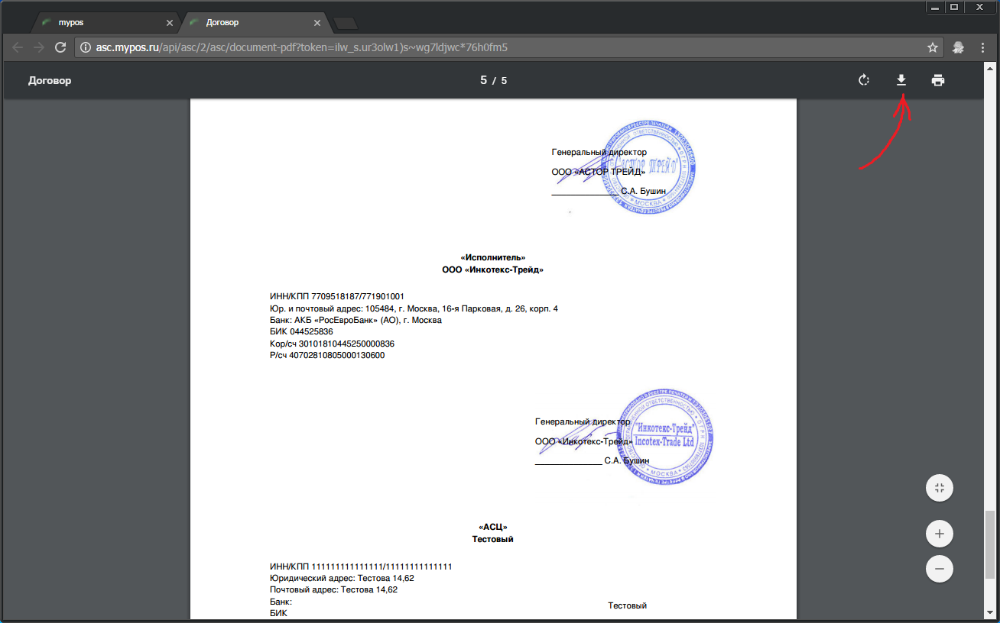 mypos
Договор
asc.mypos.ru/api/asc/2/asc/document-pdf?token=ilw_s.ur3olw1)s~wg7ldjwc*76h0fm5
Договор
5 / 5
Генеральный директор
ООО «АСТОР ТРЕЙД»
"АСТОР ТРЕЙД"
С.А. Бушин
МОСКВА
«Исполнитель»
ООО «Инкотекс-Трейд»
ИНН/КПП 7709518187/771901001
Юр. и почтовый адрес: 105484, г. Москва, 16-я Парковая, д. 26, корп. 4
Банк: АКБ «РосЕвроБанк» (АО), г. Москва
БИК 044525836
Кор/сч 30101810445250000836
Р/сч 40702810805000130600
Генеральный директор
"Инкотекс-Трейд"
Incotex-Trade Ltd
ООО «Инкотекс-Трейд»
С.А. Бушин
МОСКВА
«АСЦ»
Тестовый
ИНН/КПП 111111111111111/11111111111111
Юридический адрес: Тестова 14,62
Почтовый адрес: Тестова 14,62
Банк:
Тестовый
БИК